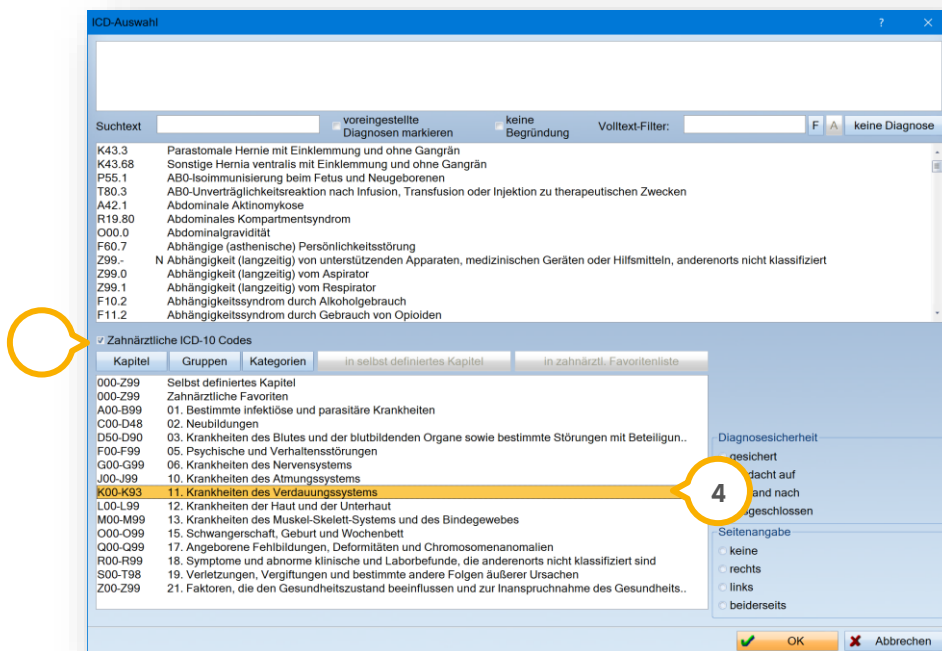 ICD-Auswahl ? ×
Suchtext voreingestellte Diagnosen markieren keine Begründung Volltext-Filter: F A keine Diagnose
K43.3 Parastomale Hernie mit Einklemmung und ohne Gangrän
K43.68 Sonstige Hernia ventralis mit Einklemmung und ohne Gangrän
P55.1 AB0-Isoimmunisierung beim Fetus und Neugeborenen
T80.3 AB0-Unverträglichkeitsreaktion nach Infusion, Transfusion oder Injektion zu therapeutischen Zwecken
A42.1 Abdominale Aktinomykose
R19.80 Abdominales Kompartmentsyndrom
O00.0 Abdominalgravidität
F60.7 Abhängige (asthenische) Persönlichkeitsstörung
Z99.- N Abhängigkeit (langzeitig) von unterstützenden Apparaten, medizinischen Geräten oder Hilfsmitteln, anderenorts nicht klassifiziert
Z99.0 Abhängigkeit (langzeitig) vom Aspirator
Z99.1 Abhängigkeit (langzeitig) vom Respirator
F10.2 Abhängigkeitssyndrom durch Alkoholgebrauch
F11.2 Abhängigkeitssyndrom durch Gebrauch von Opioiden
Zahnärztliche ICD-10 Codes
Kapitel Gruppen Kategorien in selbst definiertes Kapitel in zahnärztl. Favoritenliste
000-Z99 Selbst definiertes Kapitel
000-Z99 Zahnärztliche Favoriten
A00-B99 01. Bestimmte infektiöse und parasitäre Krankheiten
C00-D48 02. Neubildungen
D50-D90 03. Krankheiten des Blutes und der blutbildenden Organe sowie bestimmte Störungen mit Beteiligun..
F00-F99 05. Psychische und Verhaltensstörungen
G00-G99 06. Krankheiten des Nervensystems
J00-J99 10. Krankheiten des Atmungssystems
K00-K93 11. Krankheiten des Verdauungssystems
L00-L99 12. Krankheiten der Haut und der Unterhaut
M00-M99 13. Krankheiten des Muskel-Skelett-Systems und des Bindegewebes
O00-O99 15. Schwangerschaft, Geburt und Wochenbett
Q00-Q99 17. Angeborene Fehlbildungen, Deformitäten und Chromosomenanomalien
R00-R99 18. Symptome und abnorme klinische und Laborbefunde, die anderenorts nicht klassifiziert sind
S00-T98 19. Verletzungen, Vergiftungen und bestimmte andere Folgen äußerer Ursachen
Z00-Z99 21. Faktoren, die den Gesundheitszustand beeinflussen und zur Inanspruchnahme des Gesundheits..
4
Diagnosesicherheit
gesichert
dacht auf
and nach
geschlossen
Seitenangabe
keine
rechts
links
beiderseits
OK Abbrechen